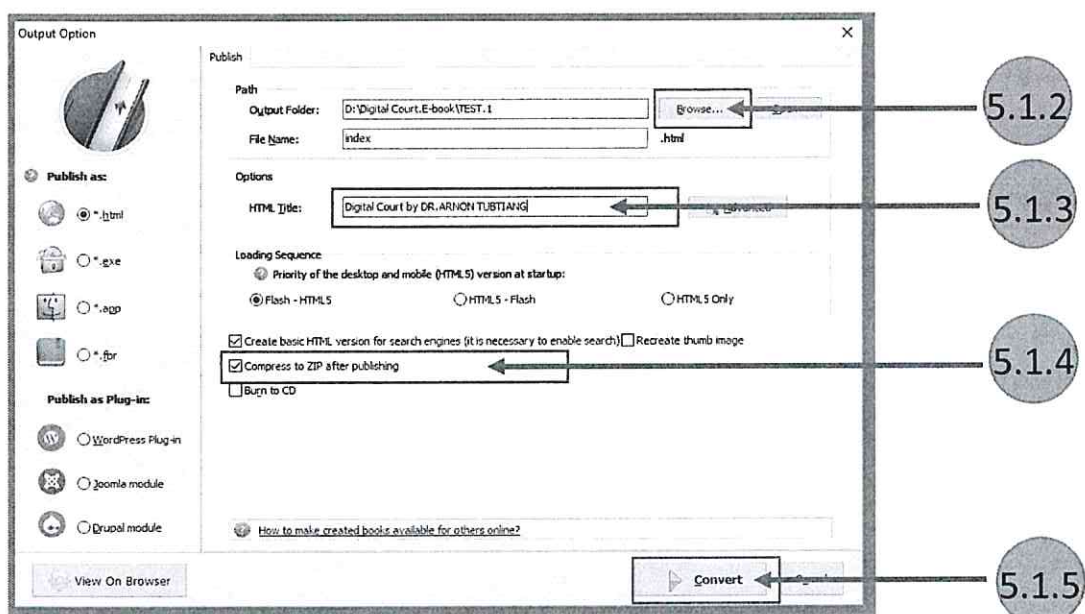 Output Option
Publish
Path
Output Folder: D:\Digital Court.E-book\TEST.1 Browse...
5.1.2
File Name: index .html
Publish as:
Options
*.html
HTML Title: Digital Court by DR.ARNON TUBTIANG Advanced
5.1.3
*.exe
Loading Sequence
Priority of the desktop and mobile (HTML5) version at startup:
*.app
Flash - HTML5 HTML5 - Flash HTML5 Only
*.fbr
Create basic HTML version for search engines (it is necessary to enable search) Recreate thumb image
Compress to ZIP after publishing
5.1.4
Burn to CD
Publish as Plug-in:
WordPress Plug-in
Joomla module
Drupal module
How to make created books available for others online?
View On Browser
Convert
5.1.5